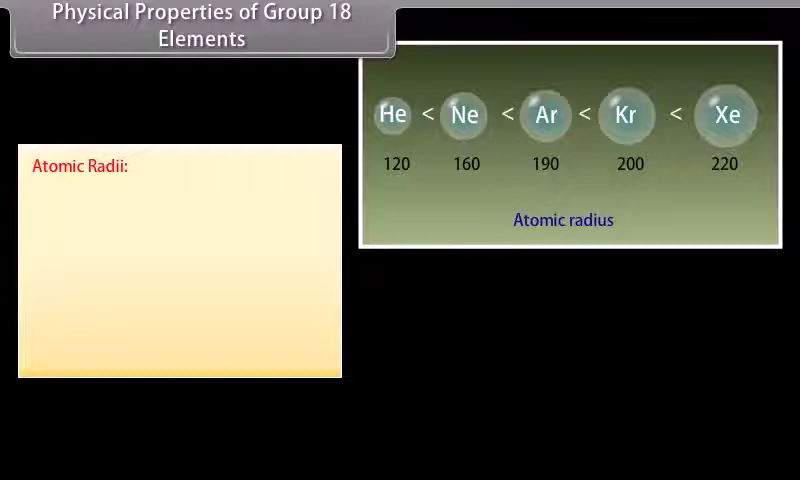 Physical Properties of Group 18
Elements
He < Ne < Ar < Kr < Xe
120 160 190 200 220
Atomic radius
Atomic Radii: